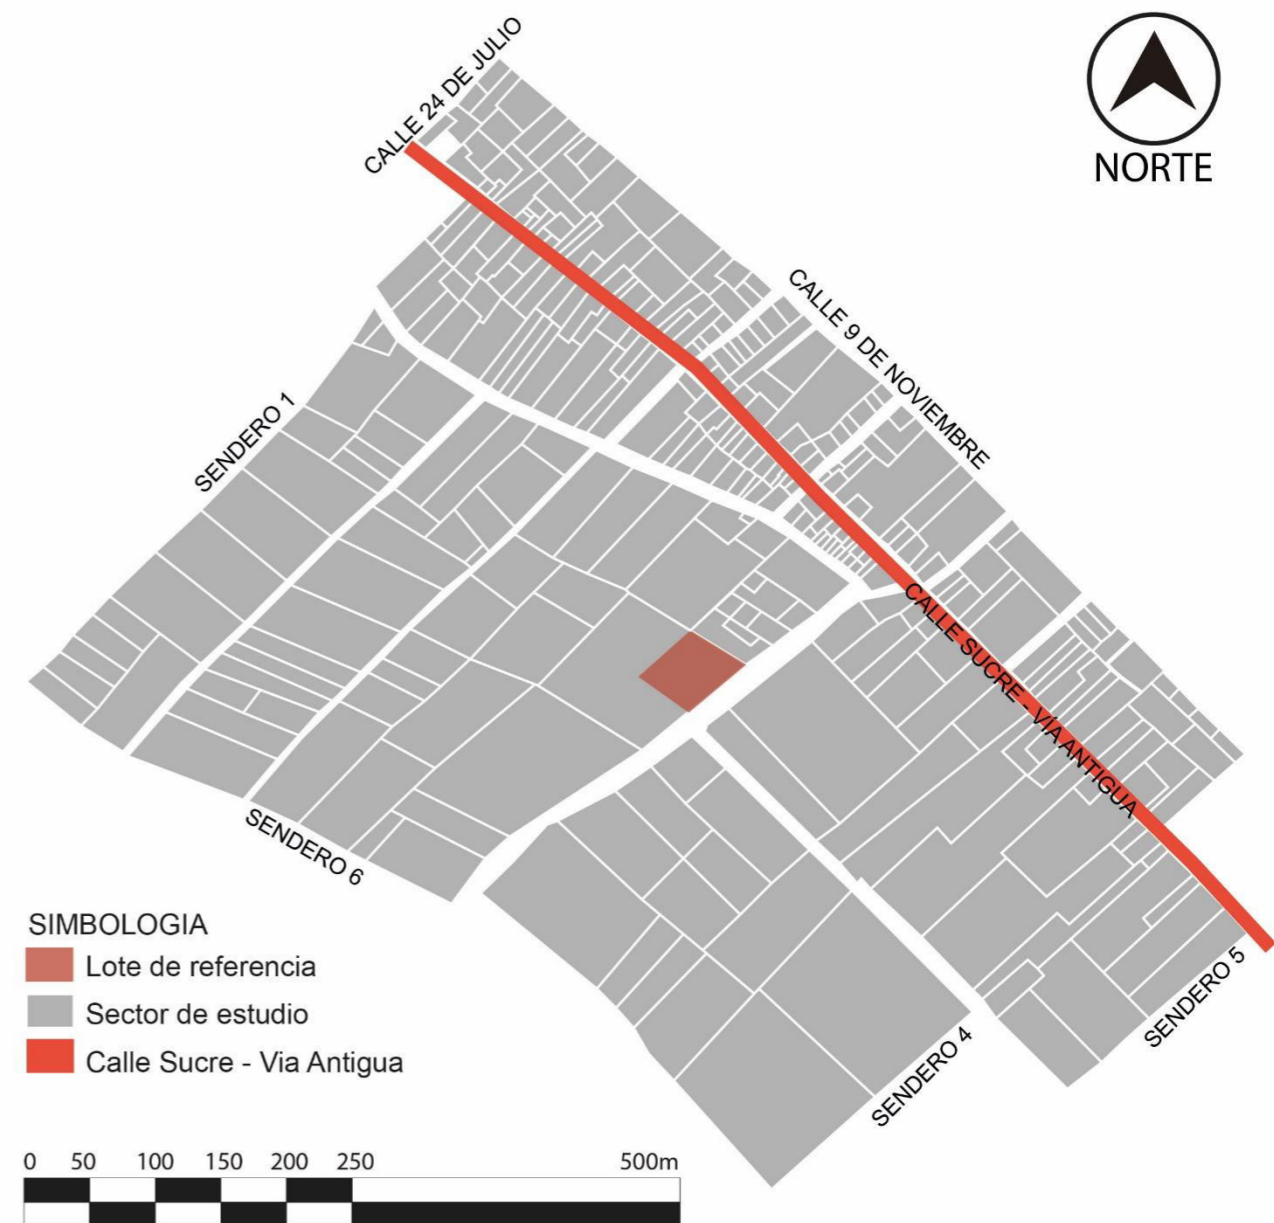 CALLE 24 DE JULIO
NORTE
CALLE 9 DE NOVIEMBRE
SENDERO 1
CALLE SUCRE - VÍA ANTIGUA
SENDERO 6
SENDERO 5
SENDERO 4
SIMBOLOGIA
Lote de referencia
Sector de estudio
Calle Sucre - Via Antigua
0 50 100 150 200 250 500m